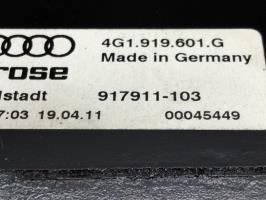 4G1.919.601.G
Made in Germany
rose
lstadt 917911-103
7:03 19.04.11 00045449